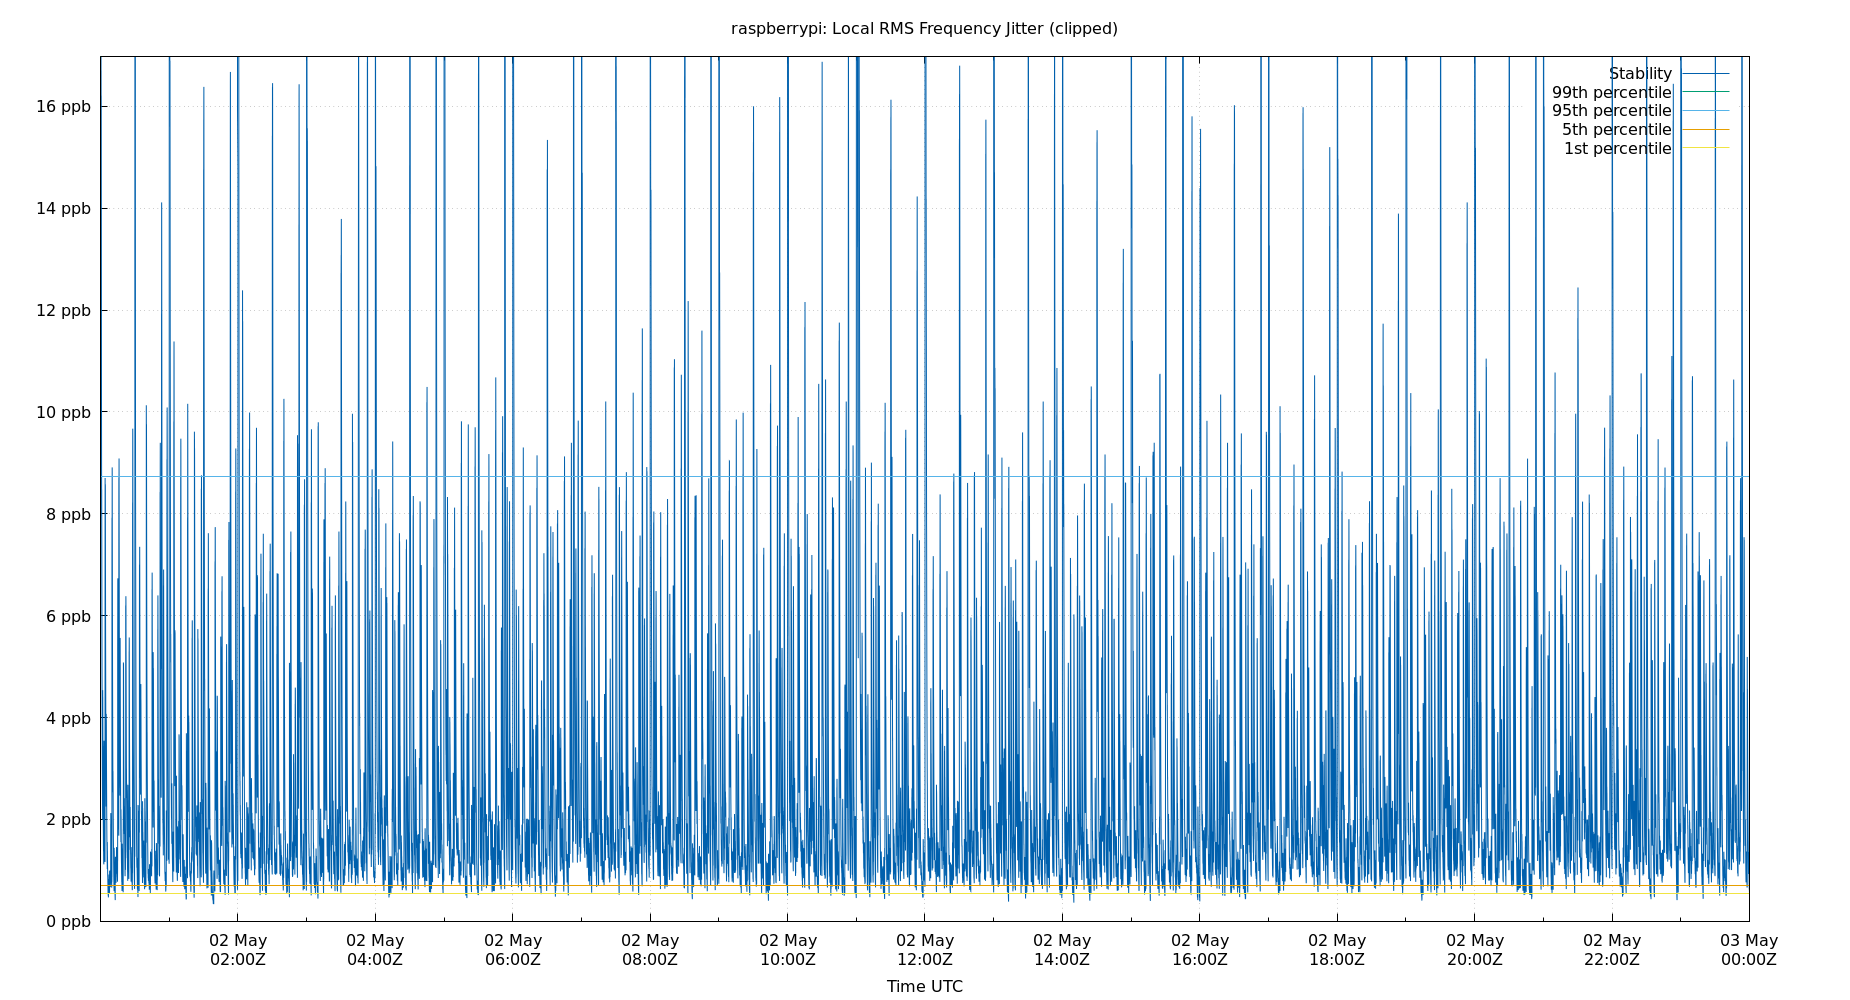 raspberrypi: Local RMS Frequency Jitter (clipped)
Stability
99th percentile
95th percentile
5th percentile
1st percentile
16 ppb
14 ppb
12 ppb
10 ppb
8 ppb
6 ppb
4 ppb
2 ppb
0 ppb
02 May 02 May 02 May 02 May 02 May 02 May 02 May 02 May 02 May 02 May 02 May 03 May
02:00Z 04:00Z 06:00Z 08:00Z 10:00Z 12:00Z 14:00Z 16:00Z 18:00Z 20:00Z 22:00Z 00:00Z
Time UTC